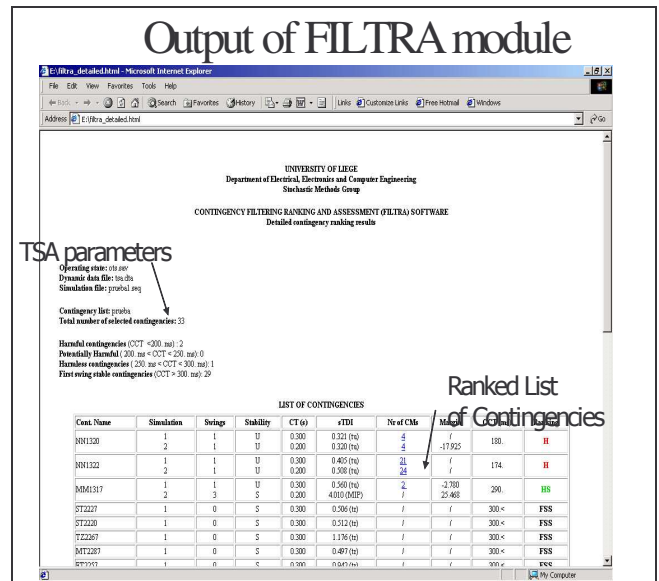 Output of FILTRA module
E:\filtra_detailed.html - Microsoft Internet Explorer
File Edit View Favorites Tools Help
Back Search Favorites History Links Customize Links Free Hotmail Windows
Address E:\filtra_detailed.html Go
UNIVERSITY OF LIEGE
Department of Electrical, Electronics and Computer Engineering
Stochastic Methods Group
CONTINGENCY FILTERING RANKING AND ASSESSMENT (FILTRA) SOFTWARE
Detailed contingency ranking results
TSA parameters
Operating state: ots.sev
Dynamic data file: tsa.dta
Simulation file: prueba1.seq
Contingency list: prueba
Total number of selected contingencies: 33
Harmful contingencies (CCT <200. ms) : 2
Potentially Harmful ( 200. ms < CCT < 250. ms): 0
Harmless contingencies ( 250. ms < CCT < 300. ms): 1
First swing stable contingencies (CCT > 300. ms): 29
Ranked List
of Contingencies
LIST OF CONTINGENCIES
Cont. Name Simulation Swings Stability CT (s) sTDI Nr of CMs
NN1320 1 1 U 0.300 0.321 (tu) 4 / 180. H
2 1 U 0.200 0.320 (tu) 4 -17.925
NN1322 1 1 U 0.300 0.405 (tu) 21 / 174. H
2 1 U 0.200 0.508 (tu) 24 /
MM1317 1 1 U 0.300 0.560 (tu) 2 -2.780 290. HS
2 3 S 0.200 4.010 (MIP) / 25.468
ST2227 1 0 S 0.300 0.506 (tr) / / 300.< FSS
ST2220 1 0 S 0.300 0.512 (tr) / / 300.< FSS
TZ2267 1 0 S 0.300 1.176 (tr) / / 300.< FSS
MT2287 1 0 S 0.300 0.497 (tr) / / 300.< FSS
1 0 S 0.300 / / 300.< FSS
My Computer